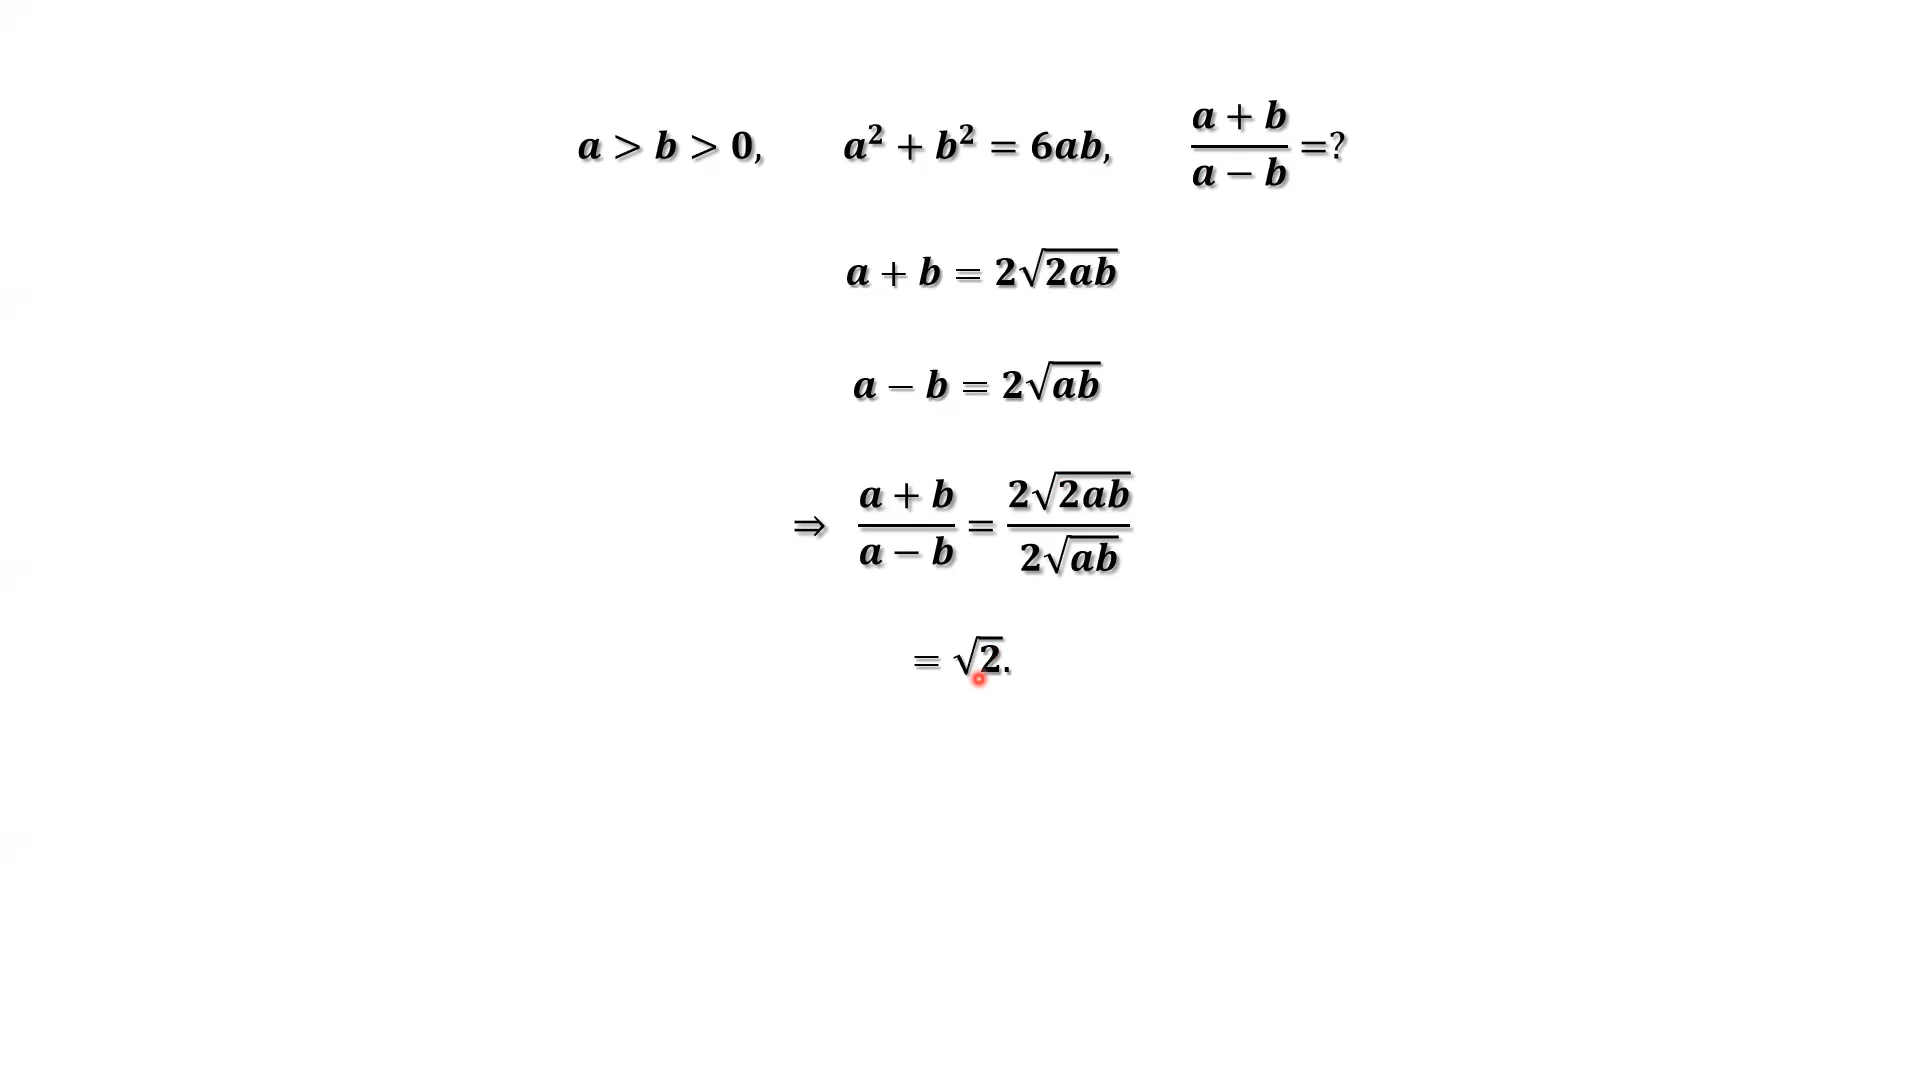 a > b > 0, a² + b² = 6ab, (a + b)/(a − b) =?
a + b = 2√(2ab)
a − b = 2√(ab)
⇒ (a + b)/(a − b) = 2√(2ab)/2√(ab)
= √2.